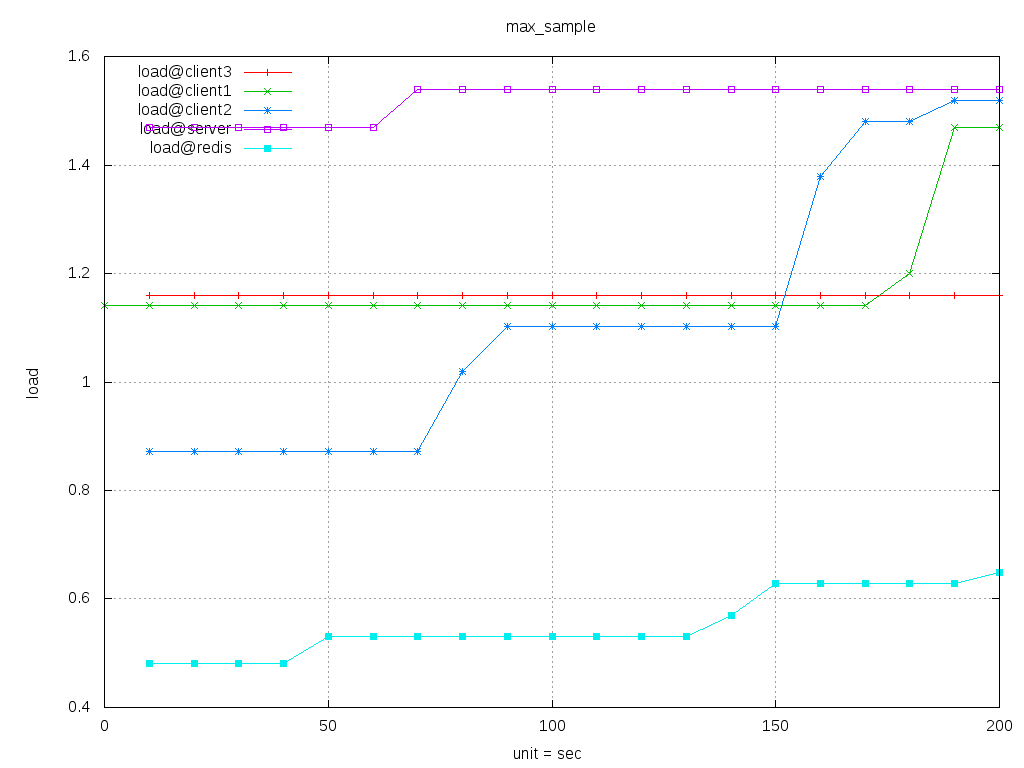 max_sample
1.6
load@client3
load@client1
load@client2
load@server
load@redis
1.4
1.2
load
1
0.8
0.6
0.4
0 50 100 150 200
unit = sec